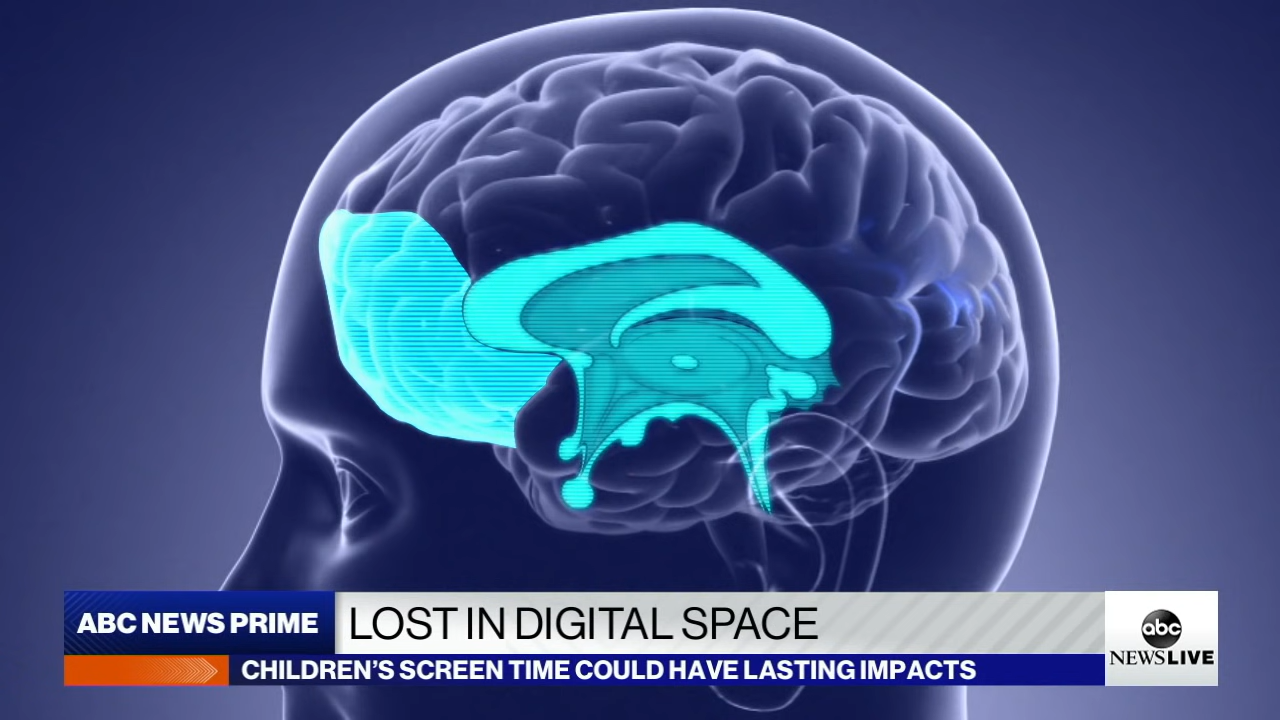 ABC NEWS PRIME
LOST IN DIGITAL SPACE
CHILDREN'S SCREEN TIME COULD HAVE LASTING IMPACTS
abc
NEWSLIVE